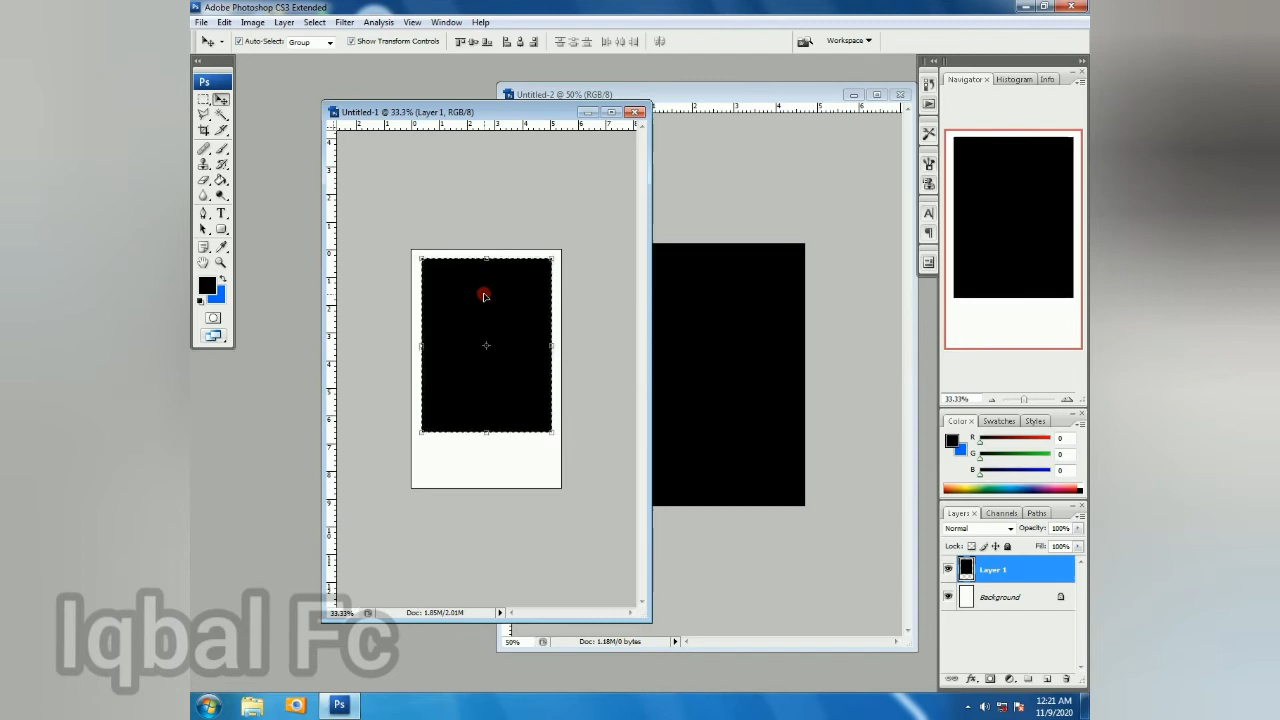 Adobe Photoshop CS3 Extended
File Edit Image Layer Select Filter Analysis View Window Help
Auto-Select: Group Show Transform Controls Workspace
Ps
Untitled-2 @ 50% (RGB/8)
Untitled-1 @ 33.3% (Layer 1, RGB/8)
Navigator Histogram Info
33.33%
Color Swatches Styles
R 0
G 0
B 0
Layers Channels Paths
Normal Opacity: 100%
Lock: Fill: 100%
Layer 1
Background
33.33% Doc: 1.85M/2.01M
50% Doc: 1.18M/0 bytes
Iqbal Fc
Ps
12:21 AM
11/9/2020